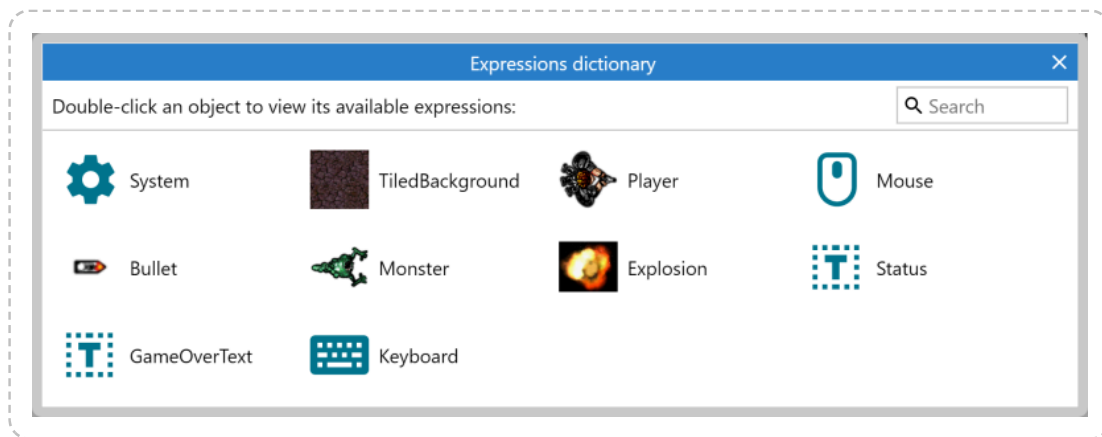 Expressions dictionary
Double-click an object to view its available expressions:
Search
System
TiledBackground
Player
Mouse
Bullet
Monster
Explosion
Status
GameOverText
Keyboard